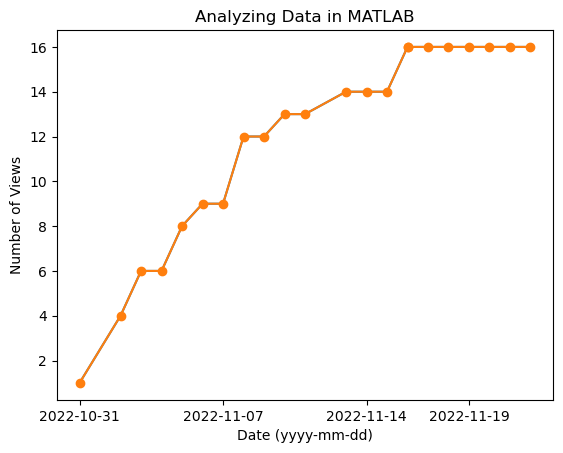 Analyzing Data in MATLAB
16
14
12
10
8
6
4
2
Number of Views
2022-10-31 2022-11-07 2022-11-14 2022-11-19
Date (yyyy-mm-dd)